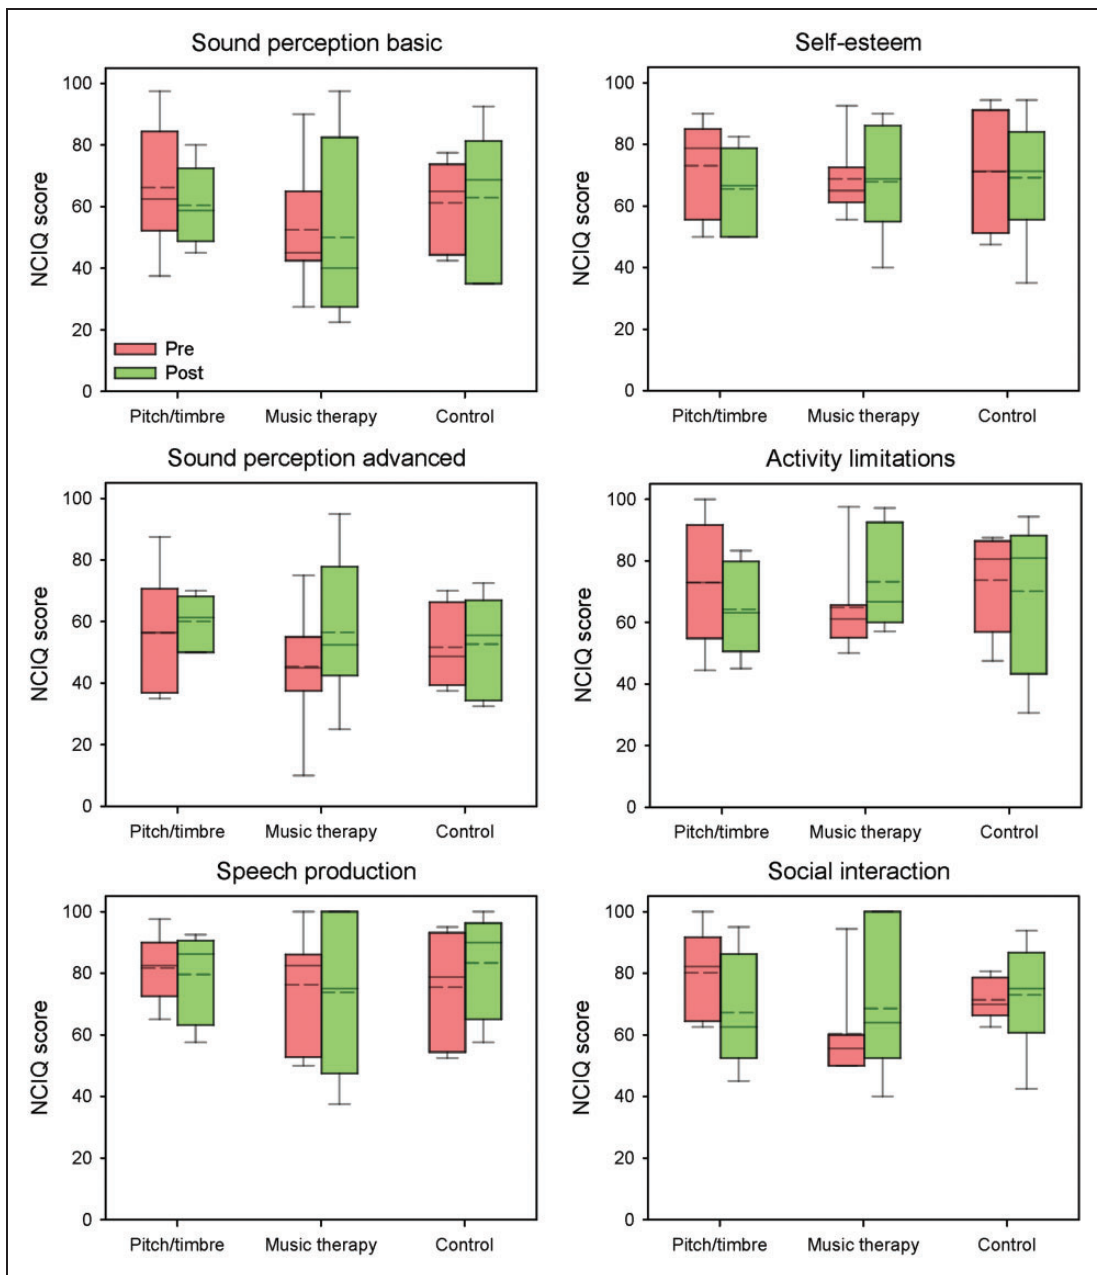 Sound perception basic
NCIQ score
100
80
60
40
20
0
Pre
Post
Pitch/timbre Music therapy Control
Self-esteem
NCIQ score
100
80
60
40
20
0
Pitch/timbre Music therapy Control
Sound perception advanced
NCIQ score
100
80
60
40
20
0
Pitch/timbre Music therapy Control
Activity limitations
NCIQ score
100
80
60
40
20
0
Pitch/timbre Music therapy Control
Speech production
NCIQ score
100
80
60
40
20
0
Pitch/timbre Music therapy Control
Social interaction
NCIQ score
100
80
60
40
20
0
Pitch/timbre Music therapy Control